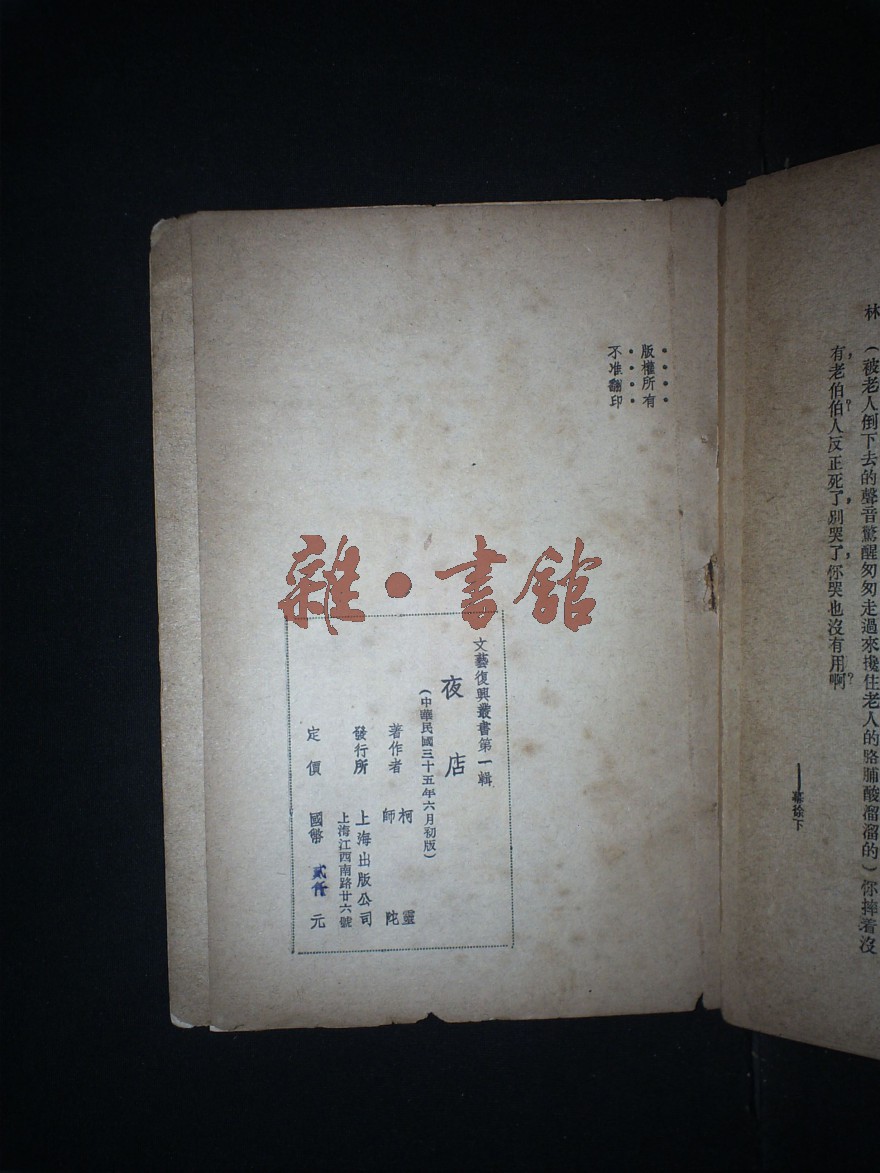 林　(被老人倒下去的聲音驚醒匆匆走過來攙住老人的胳膊酸溜溜的)你摔着沒
有，老伯伯？人反正死了，别哭了，你哭也沒有用啊？
——幕徐下
版權所有
不准翻印
雜·書舘
文藝復興叢書第一輯
夜店
(中華民國三十五年六月初版)
著作者 柯靈
師陀
發行所 上海出版公司
上海江西南路廿六號
定價 國幣 貳仟 元